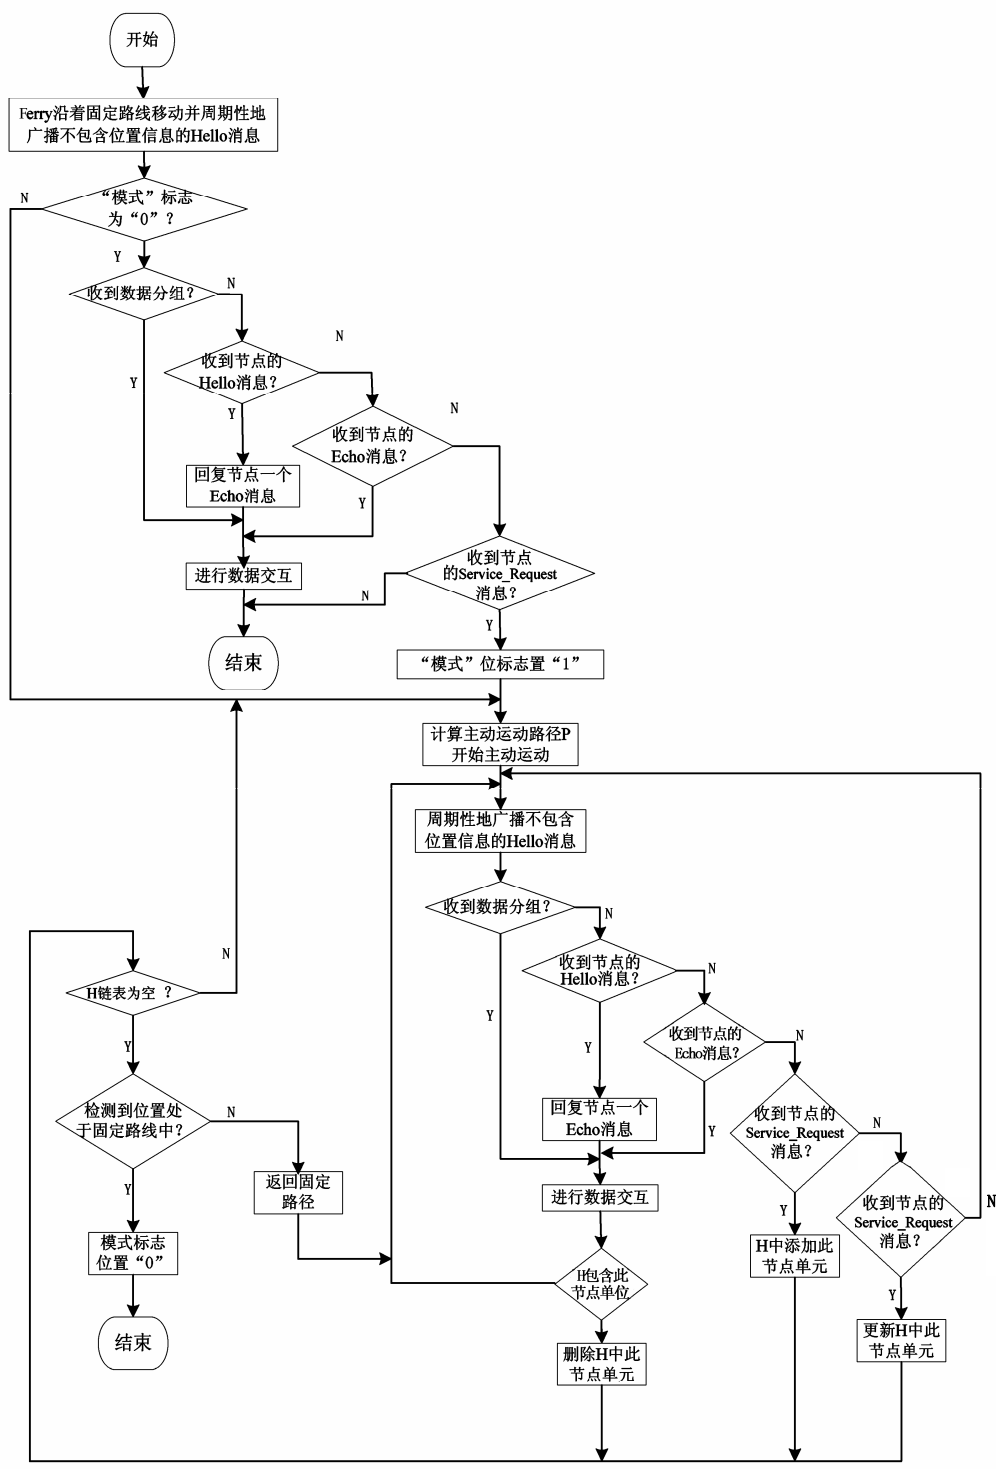 开始
Ferry沿着固定路线移动并周期性地
广播不包含位置信息的Hello消息
N
“模式”标志
为“0”？
Y
收到数据分组？
N
Y
收到节点的
Hello消息？
N
Y
收到节点的
Echo消息？
N
回复节点一个
Echo消息
Y
进行数据交互
收到节点
的Service_Request
消息？
N
Y
结束
“模式”位标志置“1”
计算主动运动路径P
开始主动运动
周期性地广播不包含
位置信息的Hello消息
收到数据分组？
N
Y
收到节点的
Hello消息？
N
Y
收到节点的
Echo消息？
N
Y
回复节点一个
Echo消息
收到节点的
Service_Request
消息？
N
Y
收到节点的
Service_Request
消息？
N
Y
进行数据交互
H中添加此
节点单元
H包含此
节点单位
更新H中此
节点单元
删除H中此
节点单元
H链表为空 ？
N
Y
检测到位置处
于固定路线中？
N
Y
返回固定
路径
模式标志
位置“0”
结束